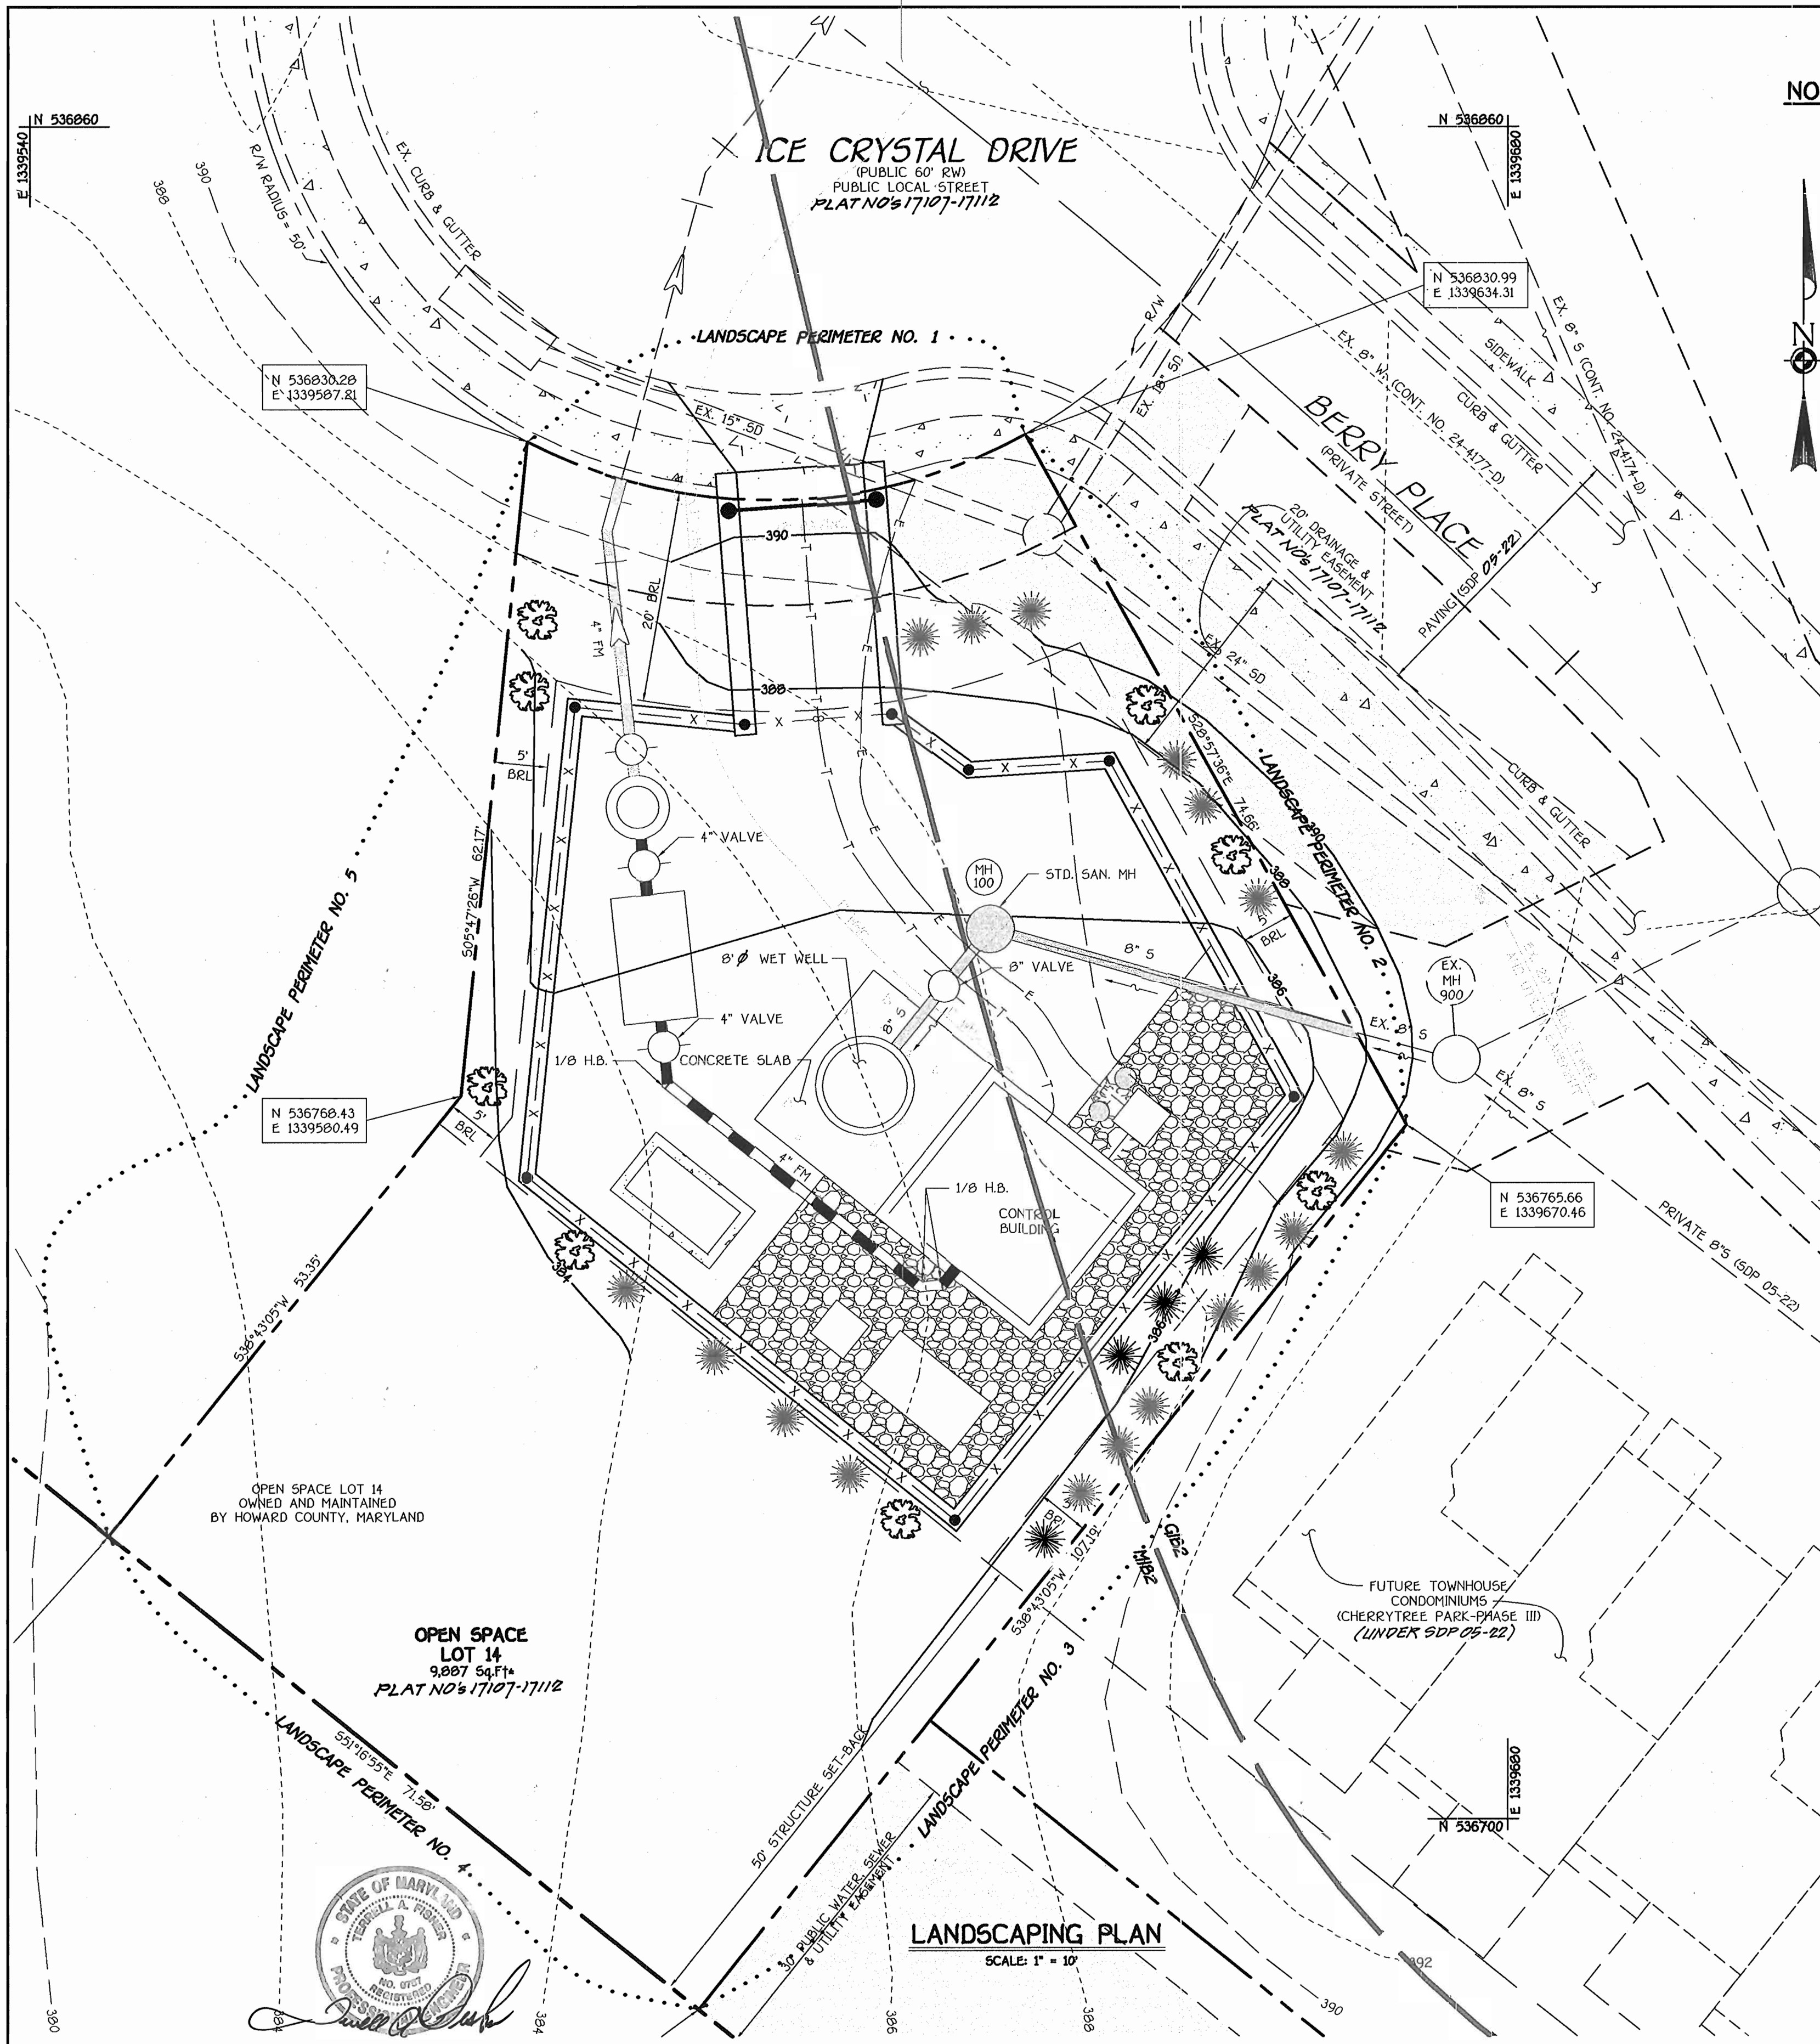 NO
N 536860
E 1339540
N 536860
E 1339680
ICE CRYSTAL DRIVE
(PUBLIC 60' RW)
PUBLIC LOCAL STREET
PLAT NO's 17107-17112
388
390
R/W RADIUS = 50'
EX. CURB & GUTTER
N 536830.28
E 1339587.21
N 536830.99
E 1339634.31
LANDSCAPE PERIMETER NO. 1
R/W
EX. 15" SD
EX. 18" SD
EX. 8" W. (CONT. NO. 24-4177-D)
SIDEWALK
EX. 8" S (CONT. NO. 24-4174-D)
CURB & GUTTER
BERRY PLACE
(PRIVATE STREET)
20' DRAINAGE &
UTILITY EASEMENT
PLAT NO's 17107-17112
PAVING (SDP 05-22)
N
390
20' BRL
4" FM
EX. 24" SD
388
5'
BRL
S28°57'36"E 74.66'
LANDSCAPE PERIMETER NO. 2
390
388
CURB & GUTTER
4" VALVE
MH
100
STD. SAN. MH
S05°47'26"W 62.17'
LANDSCAPE PERIMETER NO. 5
5'
BRL
8' Ø WET WELL
8" VALVE
8" S
8" S
386
EX.
MH
900
EX. 8" S
4" VALVE
1/8 H.B.
CONCRETE SLAB
EX. 8" S
N 536768.43
E 1339580.49
5'
BRL
4" FM
1/8 H.B.
CONTROL
BUILDING
N 536765.66
E 1339670.46
PRIVATE 8"S (SDP 05-22)
384
386
S38°43'05"W 53.35'
OPEN SPACE LOT 14
OWNED AND MAINTAINED
BY HOWARD COUNTY, MARYLAND
BRL
S38°43'05"W 107.19'
G182
M182
FUTURE TOWNHOUSE
CONDOMINIUMS
(CHERRYTREE PARK-PHASE III)
(UNDER SDP 05-22)
OPEN SPACE
LOT 14
9,887 Sq.Ft±
PLAT NO's 17107-17112
S51°16'55"E 71.58'
LANDSCAPE PERIMETER NO. 4
50' STRUCTURE SET-BACK
LANDSCAPE PERIMETER NO. 3
30' PUBLIC WATER, SEWER
& UTILITY EASEMENT
N 536700
E 1339680
LANDSCAPING PLAN
SCALE: 1" = 10'
STATE OF MARYLAND
TERRELL A. FISHER
REGISTERED
PROFESSIONAL ENGINEER
380
384
384
386
388
390
392